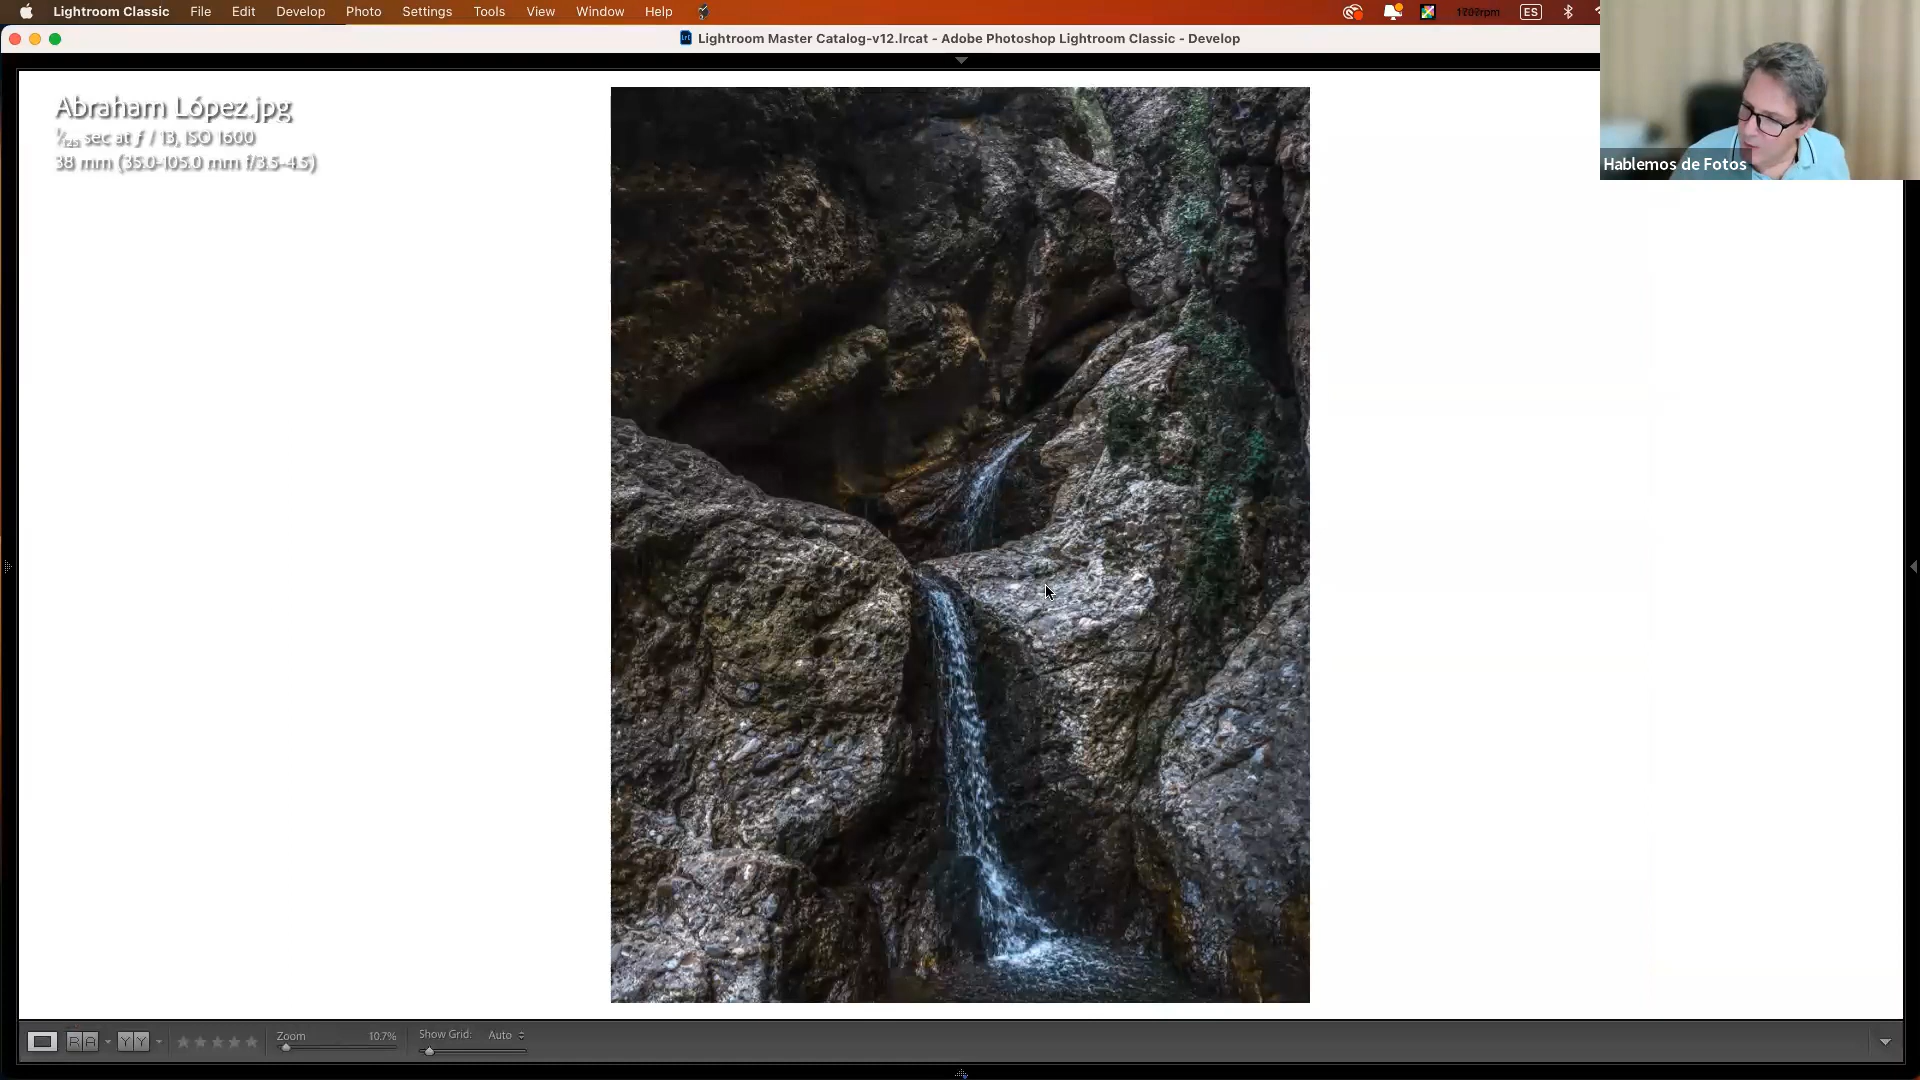 Lightroom Classic File Edit Develop Photo Settings Tools View Window Help ES
Lightroom Master Catalog-v12.lrcat - Adobe Photoshop Lightroom Classic - Develop
Abraham López.jpg
1/125 sec at ƒ / 13, ISO 1600
38 mm (35.0-105.0 mm f/3.5-4.5)
Hablemos de Fotos
R A Y Y Zoom 10.7% Show Grid: Auto